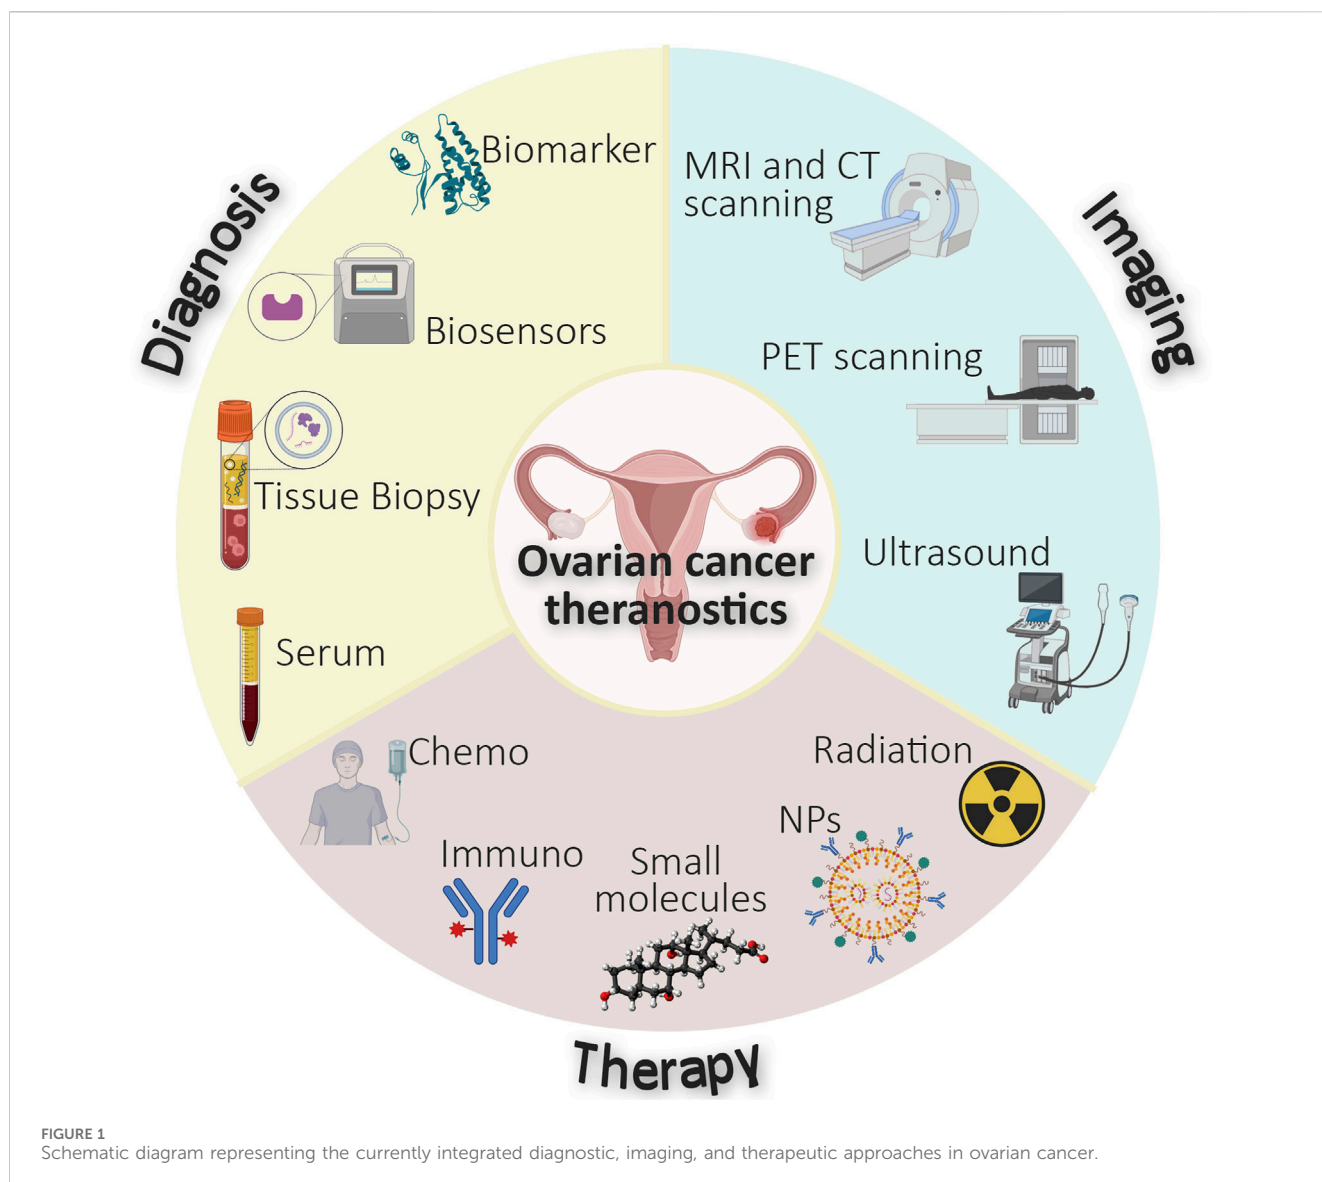 Diagnosis
Biomarker
Biosensors
Tissue Biopsy
Serum
Imaging
MRI and CT
scanning
PET scanning
Ultrasound
Ovarian cancer
theranostics
Chemo
Immuno
Small
molecules
NPs
Radiation
Therapy
FIGURE 1
Schematic diagram representing the currently integrated diagnostic, imaging, and therapeutic approaches in ovarian cancer.